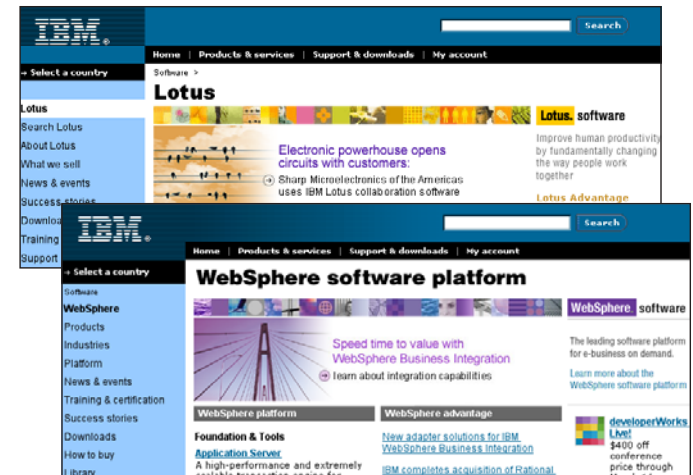 IBM
Search
Home | Products & services | Support & downloads | My account
Select a country
Software >
Lotus
Lotus
Search Lotus
About Lotus
What we sell
News & events
Success stories
Training
Support
Electronic powerhouse opens
circuits with customers:
Sharp Microelectronics of the Americas
uses IBM Lotus collaboration software
Lotus. software
Improve human productivity
by fundamentally changing
the way people work
together
Lotus Advantage
IBM
Search
Home | Products & services | Support & downloads | My account
Select a country
Software
WebSphere
Products
Industries
Platform
News & events
Training & certification
Success stories
Downloads
How to buy
Library
WebSphere software platform
Speed time to value with
WebSphere Business Integration
learn about integration capabilities
WebSphere. software
The leading software platform
for e-business on demand.
Learn more about the
WebSphere software platform
WebSphere platform
Foundation & Tools
Application Server
A high-performance and extremely
WebSphere advantage
New adapter solutions for IBM
WebSphere Business Integration
IBM completes acquisition of Rational
developerWorks
Live!
$400 off
conference
price through